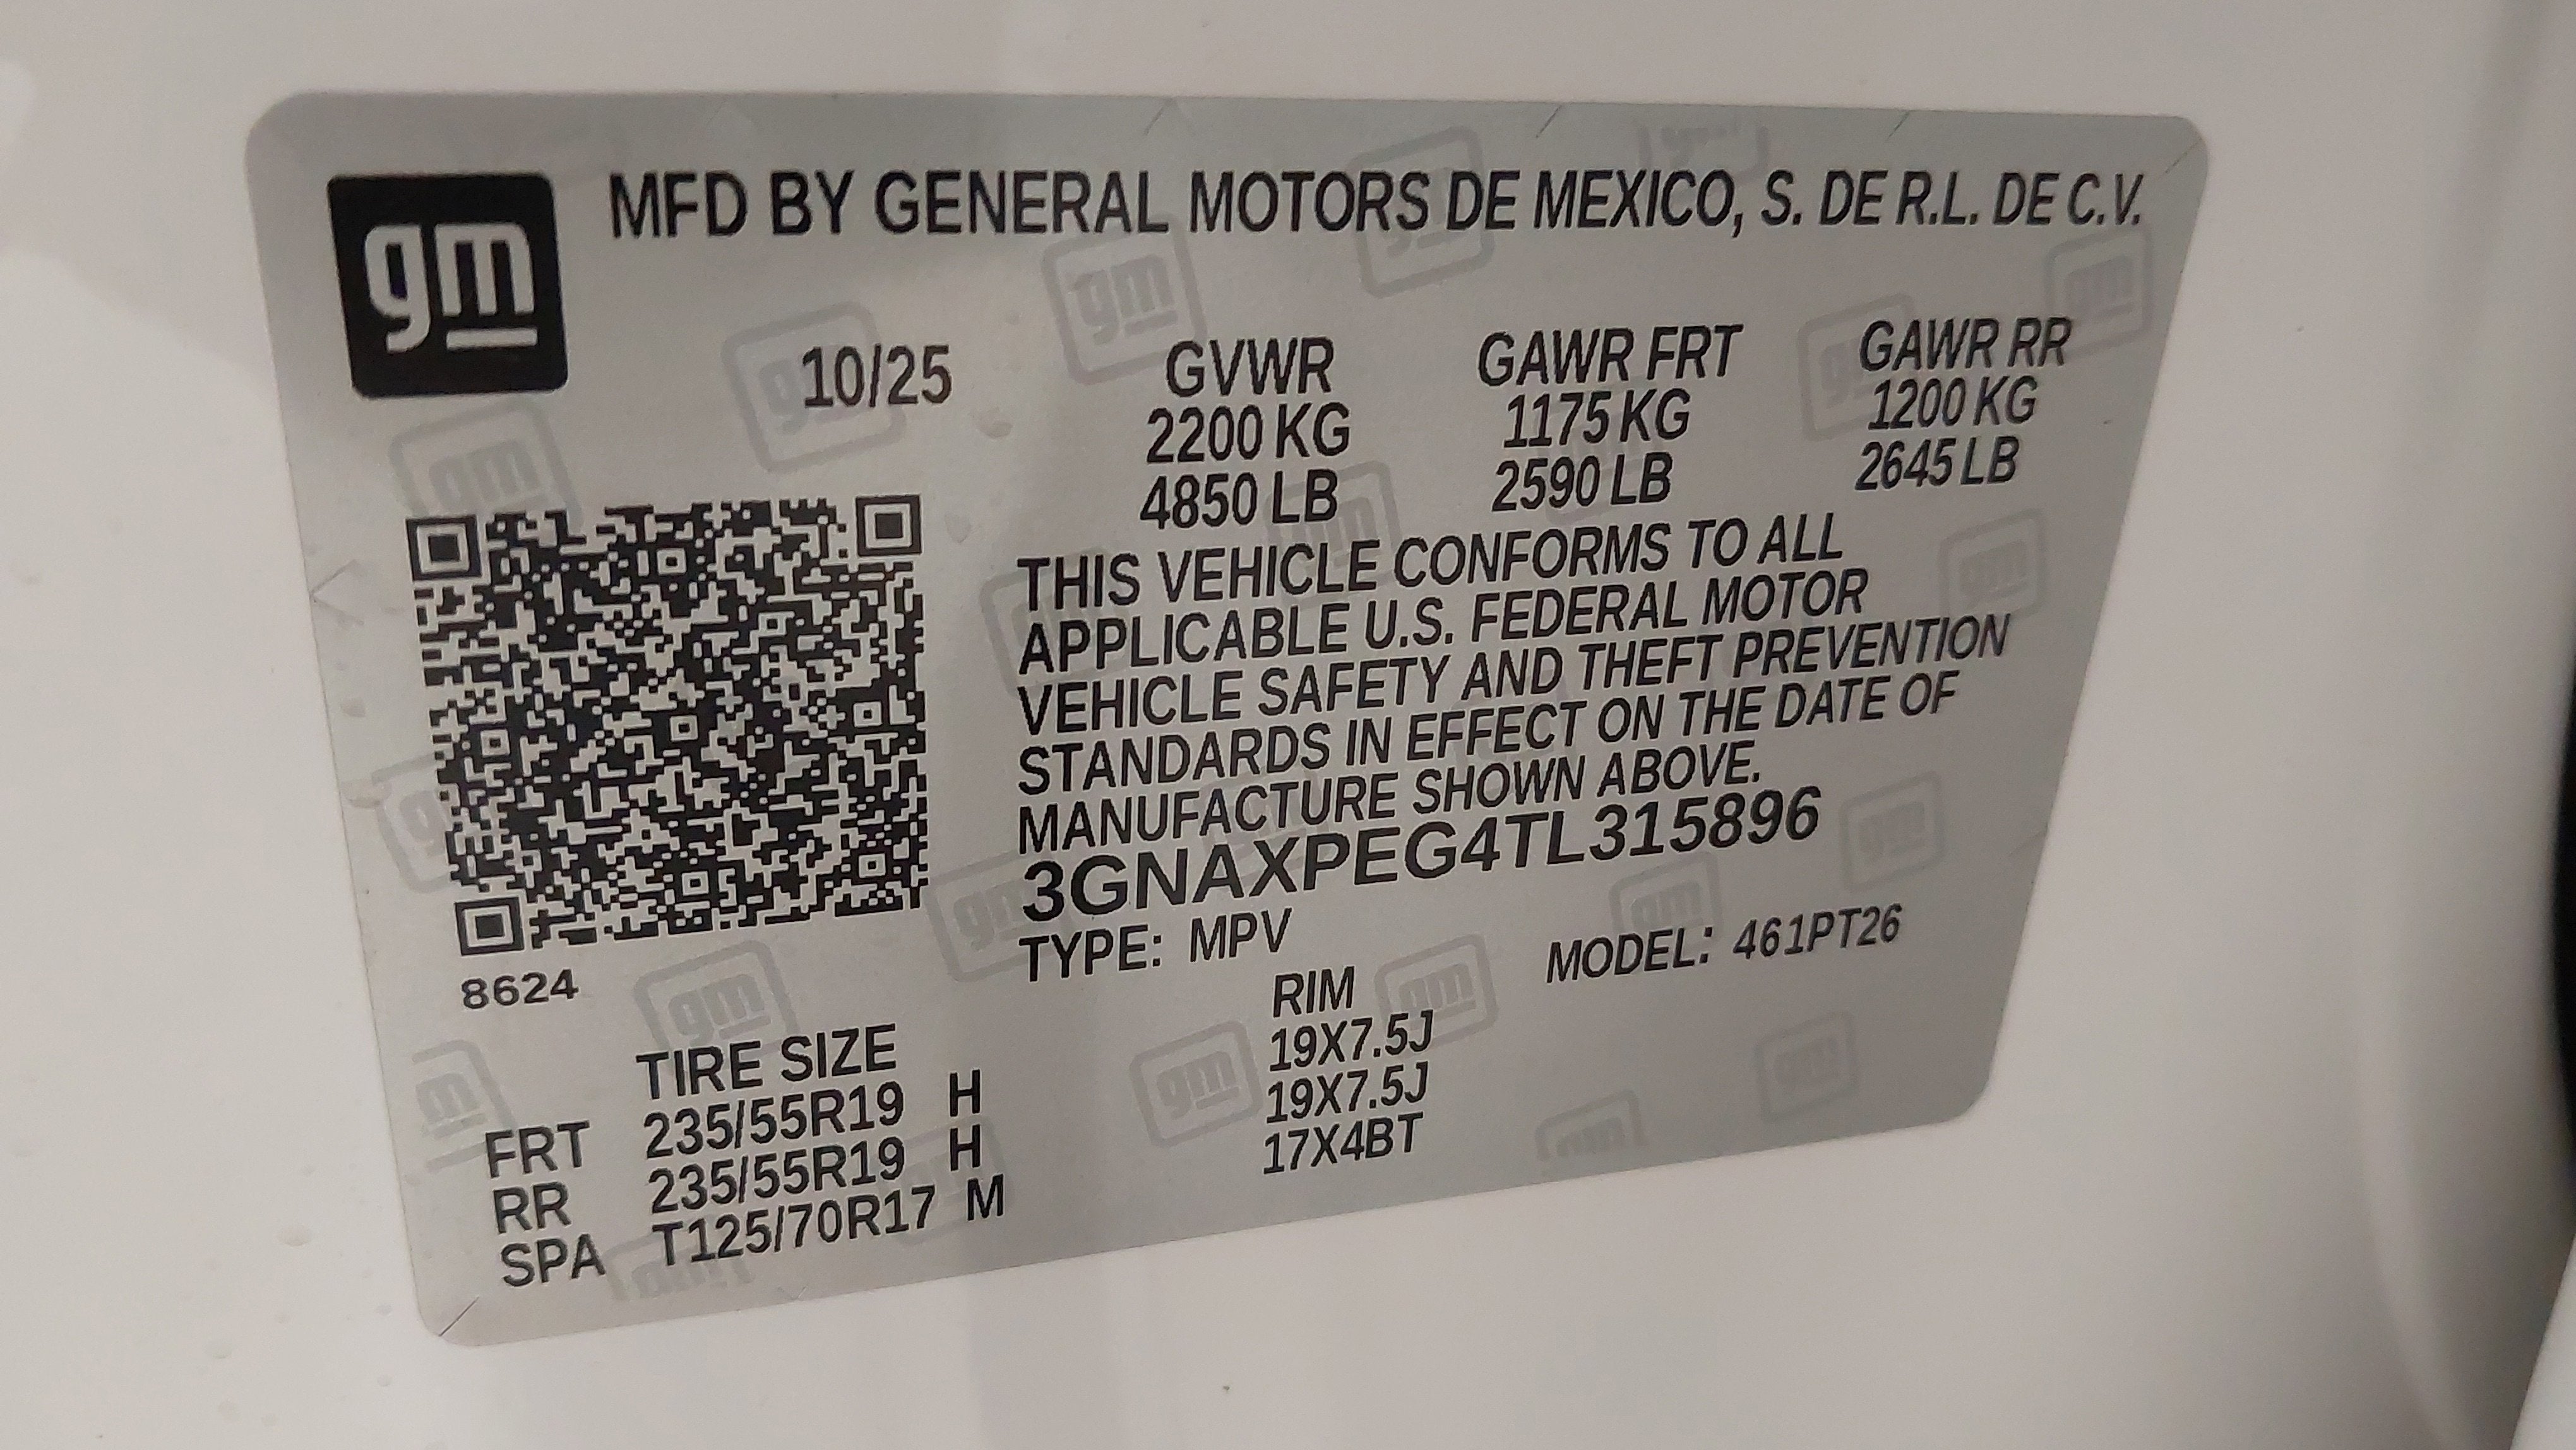 gm MFD BY GENERAL MOTORS DE MEXICO, S. DE R.L. DE C.V.
10/25 GVWR GAWR FRT GAWR RR
2200 KG 1175 KG 1200 KG
4850 LB 2590 LB 2645 LB
THIS VEHICLE CONFORMS TO ALL
APPLICABLE U.S. FEDERAL MOTOR
VEHICLE SAFETY AND THEFT PREVENTION
STANDARDS IN EFFECT ON THE DATE OF
MANUFACTURE SHOWN ABOVE.
3GNAXPEG4TL315896
TYPE: MPV MODEL: 461PT26
8624
TIRE SIZE RIM
FRT 235/55R19 H 19X7.5J
RR 235/55R19 H 19X7.5J
SPA T125/70R17 M 17X4BT